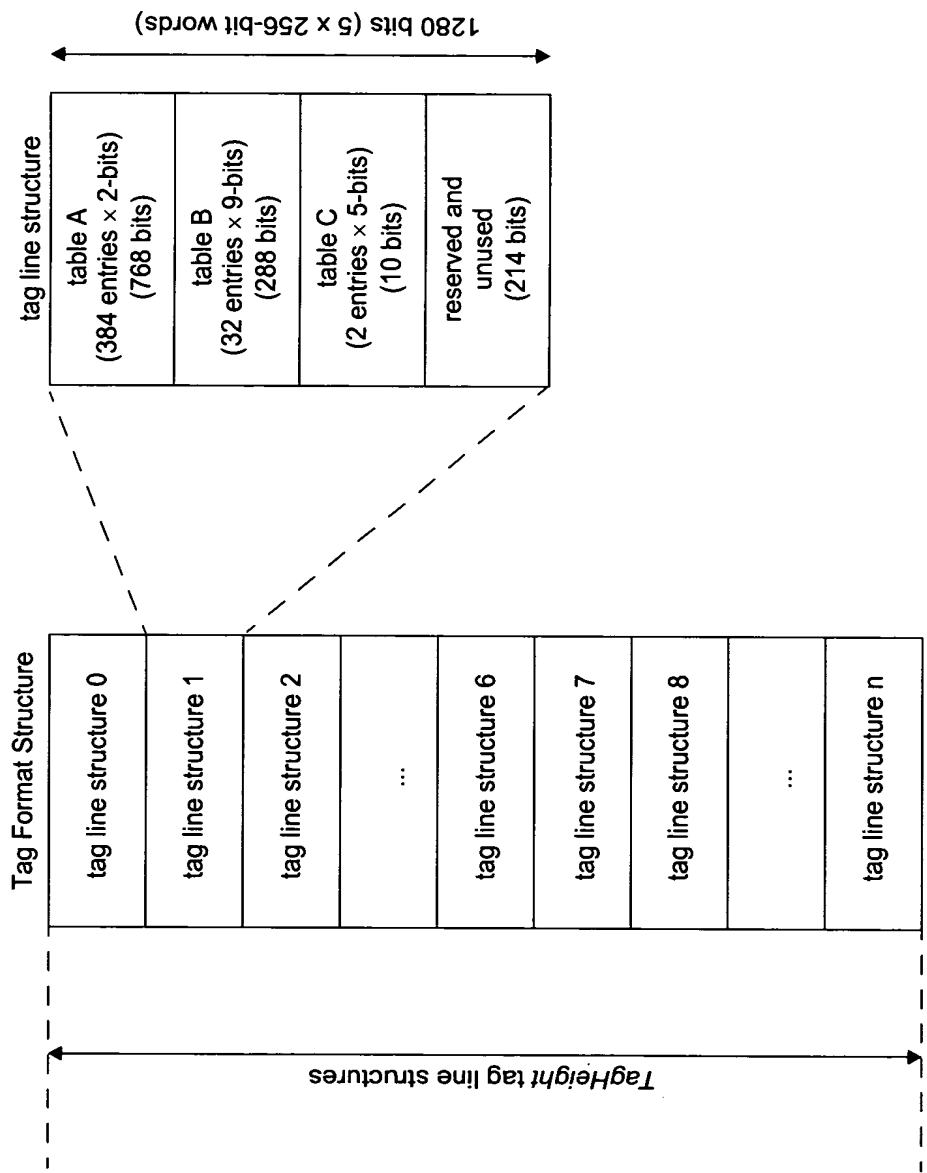 Tag Format Structure
tag line structure 0
tag line structure 1
tag line structure 2
...
tag line structure 6
tag line structure 7
tag line structure 8
...
tag line structure n
TagHeight tag line structures
tag line structure
table A
(384 entries × 2-bits)
(768 bits)
table B
(32 entries × 9-bits)
(288 bits)
table C
(2 entries × 5-bits)
(10 bits)
reserved and
unused
(214 bits)
1280 bits (5 x 256-bit words)